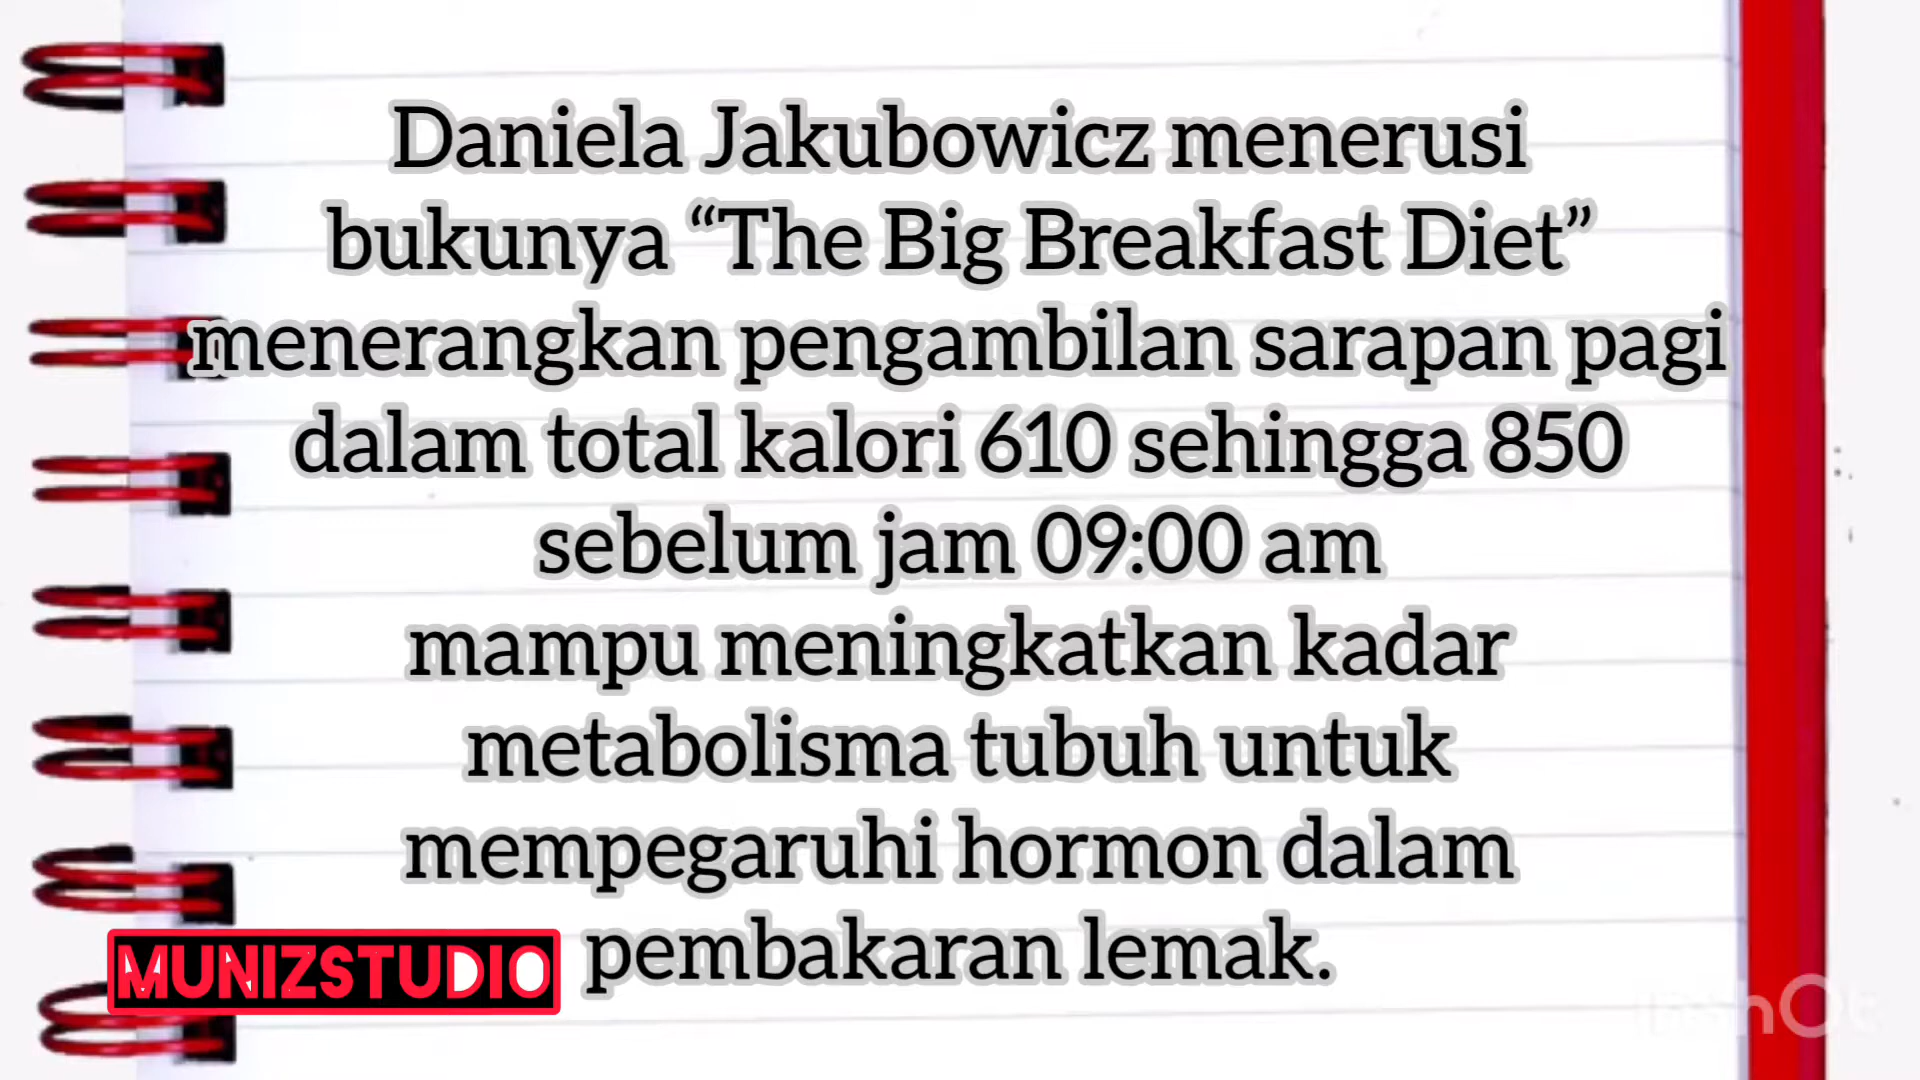 Daniela Jakubowicz menerusi
bukunya “The Big Breakfast Diet”
menerangkan pengambilan sarapan pagi
dalam total kalori 610 sehingga 850
sebelum jam 09:00 am
mampu meningkatkan kadar
metabolisma tubuh untuk
mempegaruhi hormon dalam
pembakaran lemak.
MUNIZSTUDIO